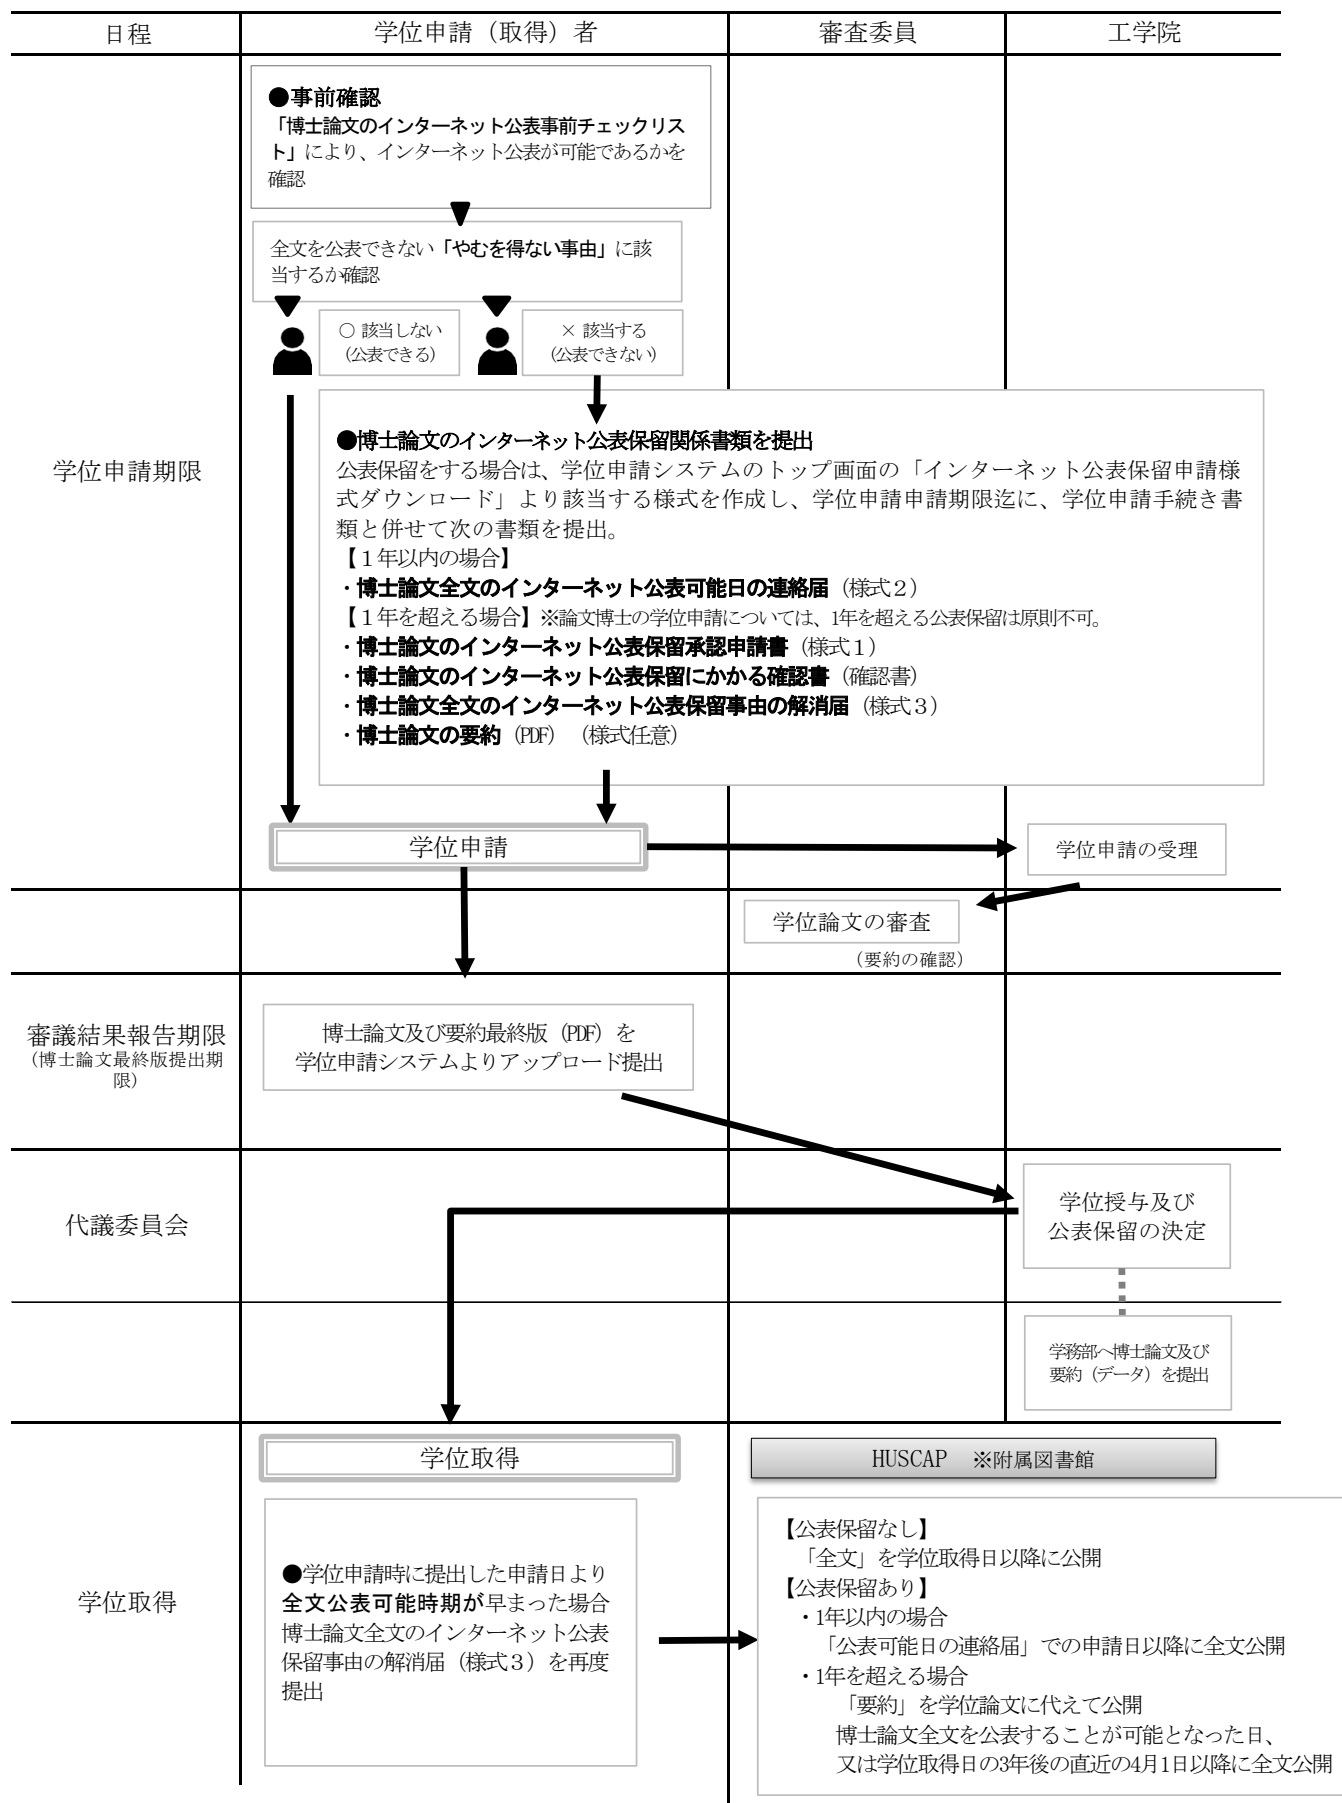 日程
学位申請（取得）者
審査委員
工学院
●事前確認
「博士論文のインターネット公表事前チェックリス
ト」により、インターネット公表が可能であるかを
確認
全文を公表できない「やむを得ない事由」に該
当するか確認
○ 該当しない
（公表できる）
× 該当する
（公表できない）
学位申請期限
●博士論文のインターネット公表保留関係書類を提出
公表保留をする場合は、学位申請システムのトップ画面の「インターネット公表保留申請様
式ダウンロード」より該当する様式を作成し、学位申請申請期限迄に、学位申請手続き書
類と併せて次の書類を提出。
【１年以内の場合】
・博士論文全文のインターネット公表可能日の連絡届（様式２）
【１年を超える場合】※論文博士の学位申請については、1年を超える公表保留は原則不可。
・博士論文のインターネット公表保留承認申請書（様式１）
・博士論文のインターネット公表保留にかかる確認書（確認書）
・博士論文全文のインターネット公表保留事由の解消届（様式３）
・博士論文の要約（PDF）（様式任意）
学位申請
学位申請の受理
学位論文の審査
（要約の確認）
審議結果報告期限
（博士論文最終版提出期
限）
博士論文及び要約最終版（PDF）を
学位申請システムよりアップロード提出
代議委員会
学位授与及び
公表保留の決定
学務部へ博士論文及び
要約（データ）を提出
学位取得
学位取得
HUSCAP　※附属図書館
●学位申請時に提出した申請日より
全文公表可能時期が早まった場合
博士論文全文のインターネット公表
保留事由の解消届（様式３）を再度
提出
【公表保留なし】
「全文」を学位取得日以降に公開
【公表保留あり】
・1年以内の場合
「公表可能日の連絡届」での申請日以降に全文公開
・1年を超える場合
「要約」を学位論文に代えて公開
博士論文全文を公表することが可能となった日、
又は学位取得日の3年後の直近の4月1日以降に全文公開